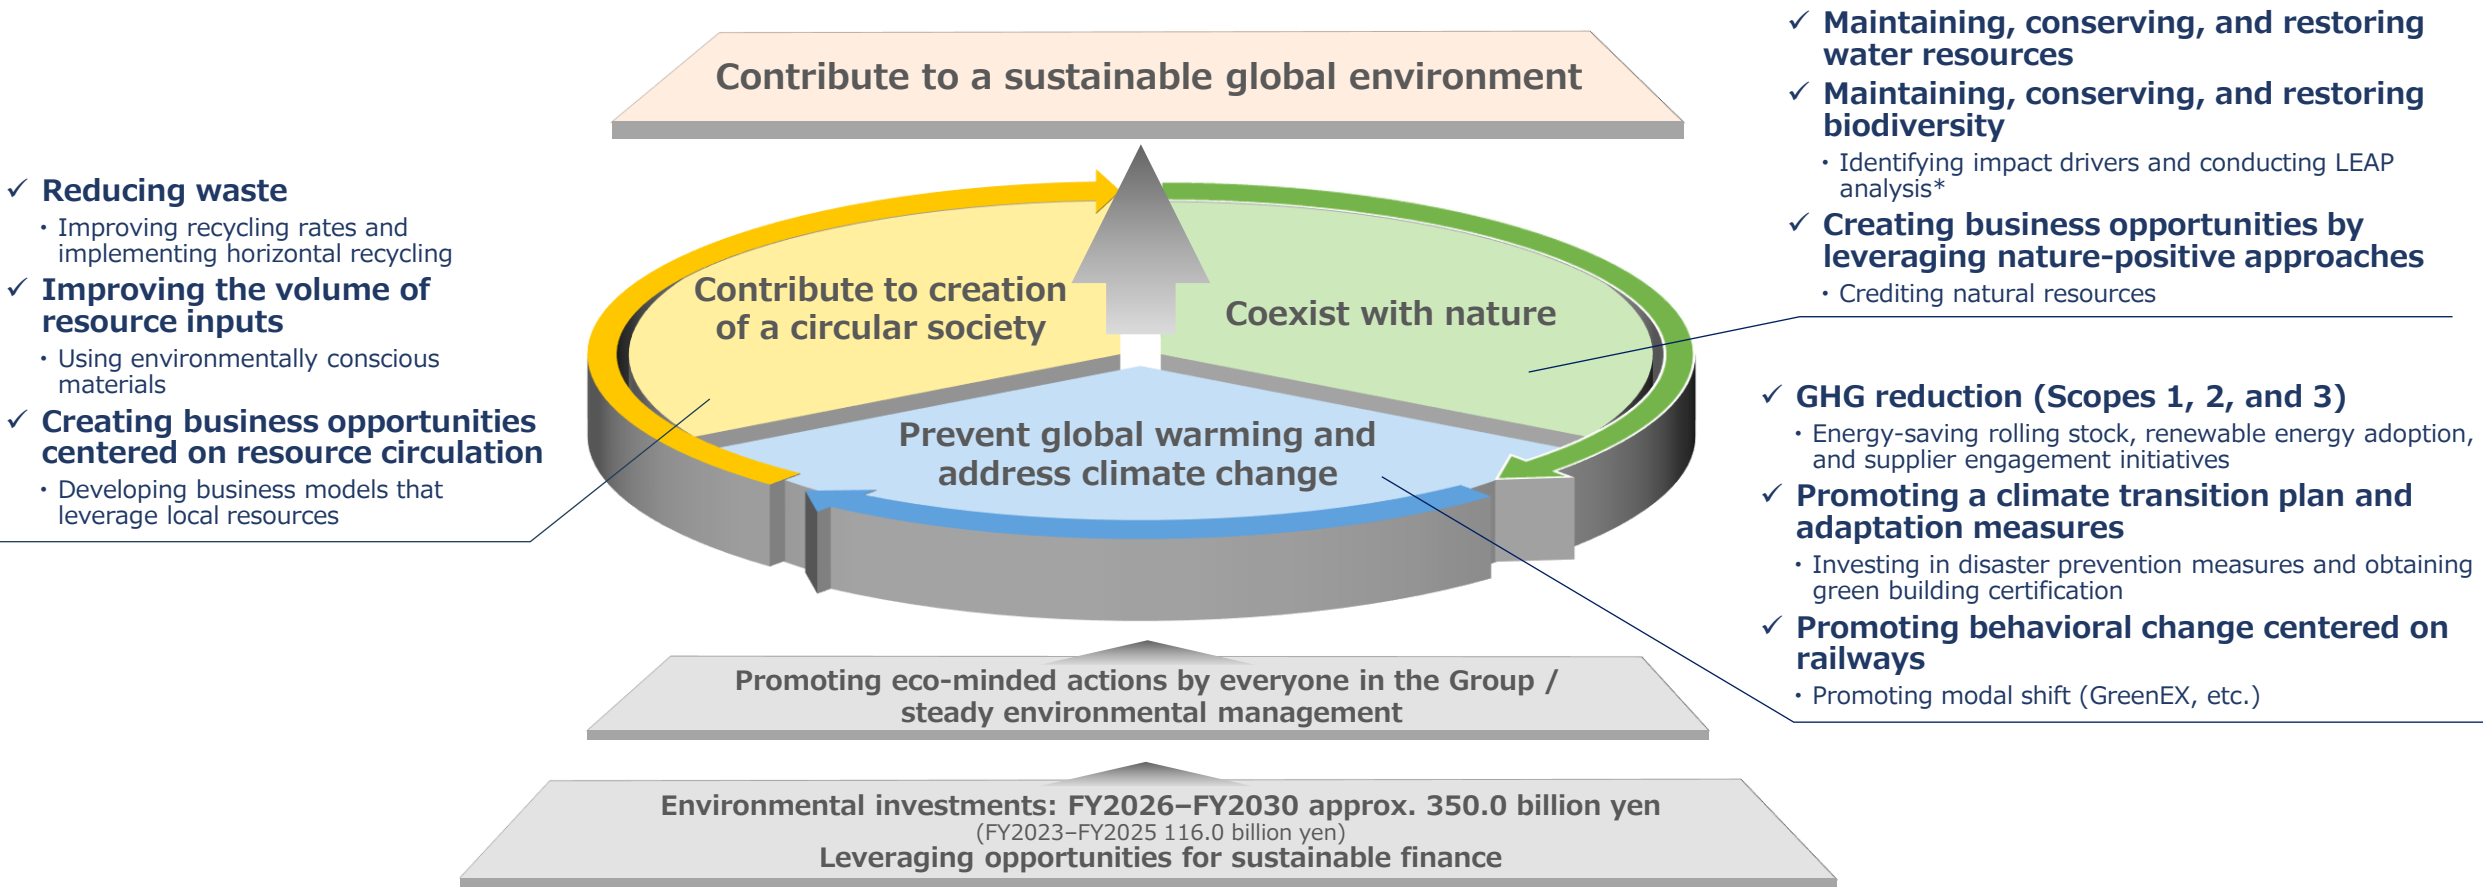 Contribute to a sustainable global environment
✓ Reducing waste
・Improving recycling rates and
implementing horizontal recycling
✓ Improving the volume of
resource inputs
・Using environmentally conscious
materials
✓ Creating business opportunities
centered on resource circulation
・Developing business models that
leverage local resources
Contribute to creation
of a circular society
Coexist with nature
Prevent global warming and
address climate change
✓ Maintaining, conserving, and restoring
water resources
✓ Maintaining, conserving, and restoring
biodiversity
・Identifying impact drivers and conducting LEAP
analysis*
✓ Creating business opportunities by
leveraging nature-positive approaches
・Crediting natural resources
✓ GHG reduction (Scopes 1, 2, and 3)
・Energy-saving rolling stock, renewable energy adoption,
and supplier engagement initiatives
✓ Promoting a climate transition plan and
adaptation measures
・Investing in disaster prevention measures and obtaining
green building certification
✓ Promoting behavioral change centered on
railways
・Promoting modal shift (GreenEX, etc.)
Promoting eco-minded actions by everyone in the Group /
steady environmental management
Environmental investments: FY2026–FY2030 approx. 350.0 billion yen
(FY2023–FY2025 116.0 billion yen)
Leveraging opportunities for sustainable finance